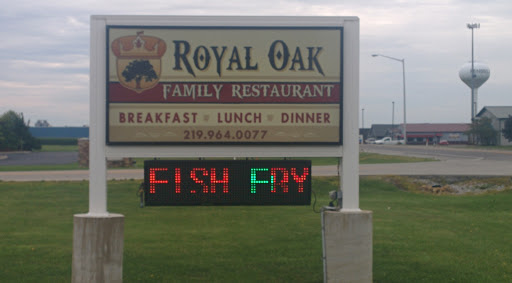 ROYAL OAK
FAMILY RESTAURANT
BREAKFAST LUNCH DINNER
219.964.0077
FISH FRY